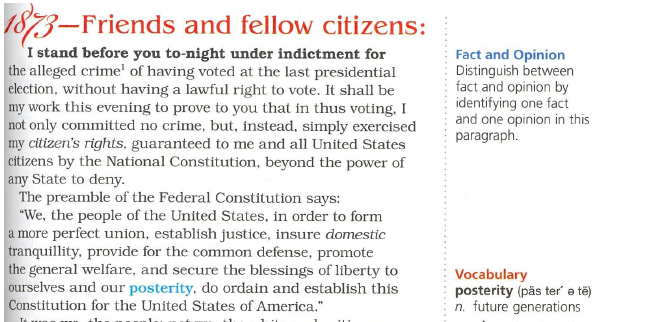 1873—Friends and fellow citizens:
I stand before you to-night under indictment for
the alleged crime¹ of having voted at the last presidential
election, without having a lawful right to vote. It shall be
my work this evening to prove to you that in thus voting, I
not only committed no crime, but, instead, simply exercised
my citizen's rights, guaranteed to me and all United States
citizens by the National Constitution, beyond the power of
any State to deny.
The preamble of the Federal Constitution says:
"We, the people of the United States, in order to form
a more perfect union, establish justice, insure domestic
tranquillity, provide for the common defense, promote
the general welfare, and secure the blessings of liberty to
ourselves and our posterity, do ordain and establish this
Constitution for the United States of America."
Fact and Opinion
Distinguish between
fact and opinion by
identifying one fact
and one opinion in this
paragraph.
Vocabulary
posterity (päs ter′ ə tē)
n. future generations